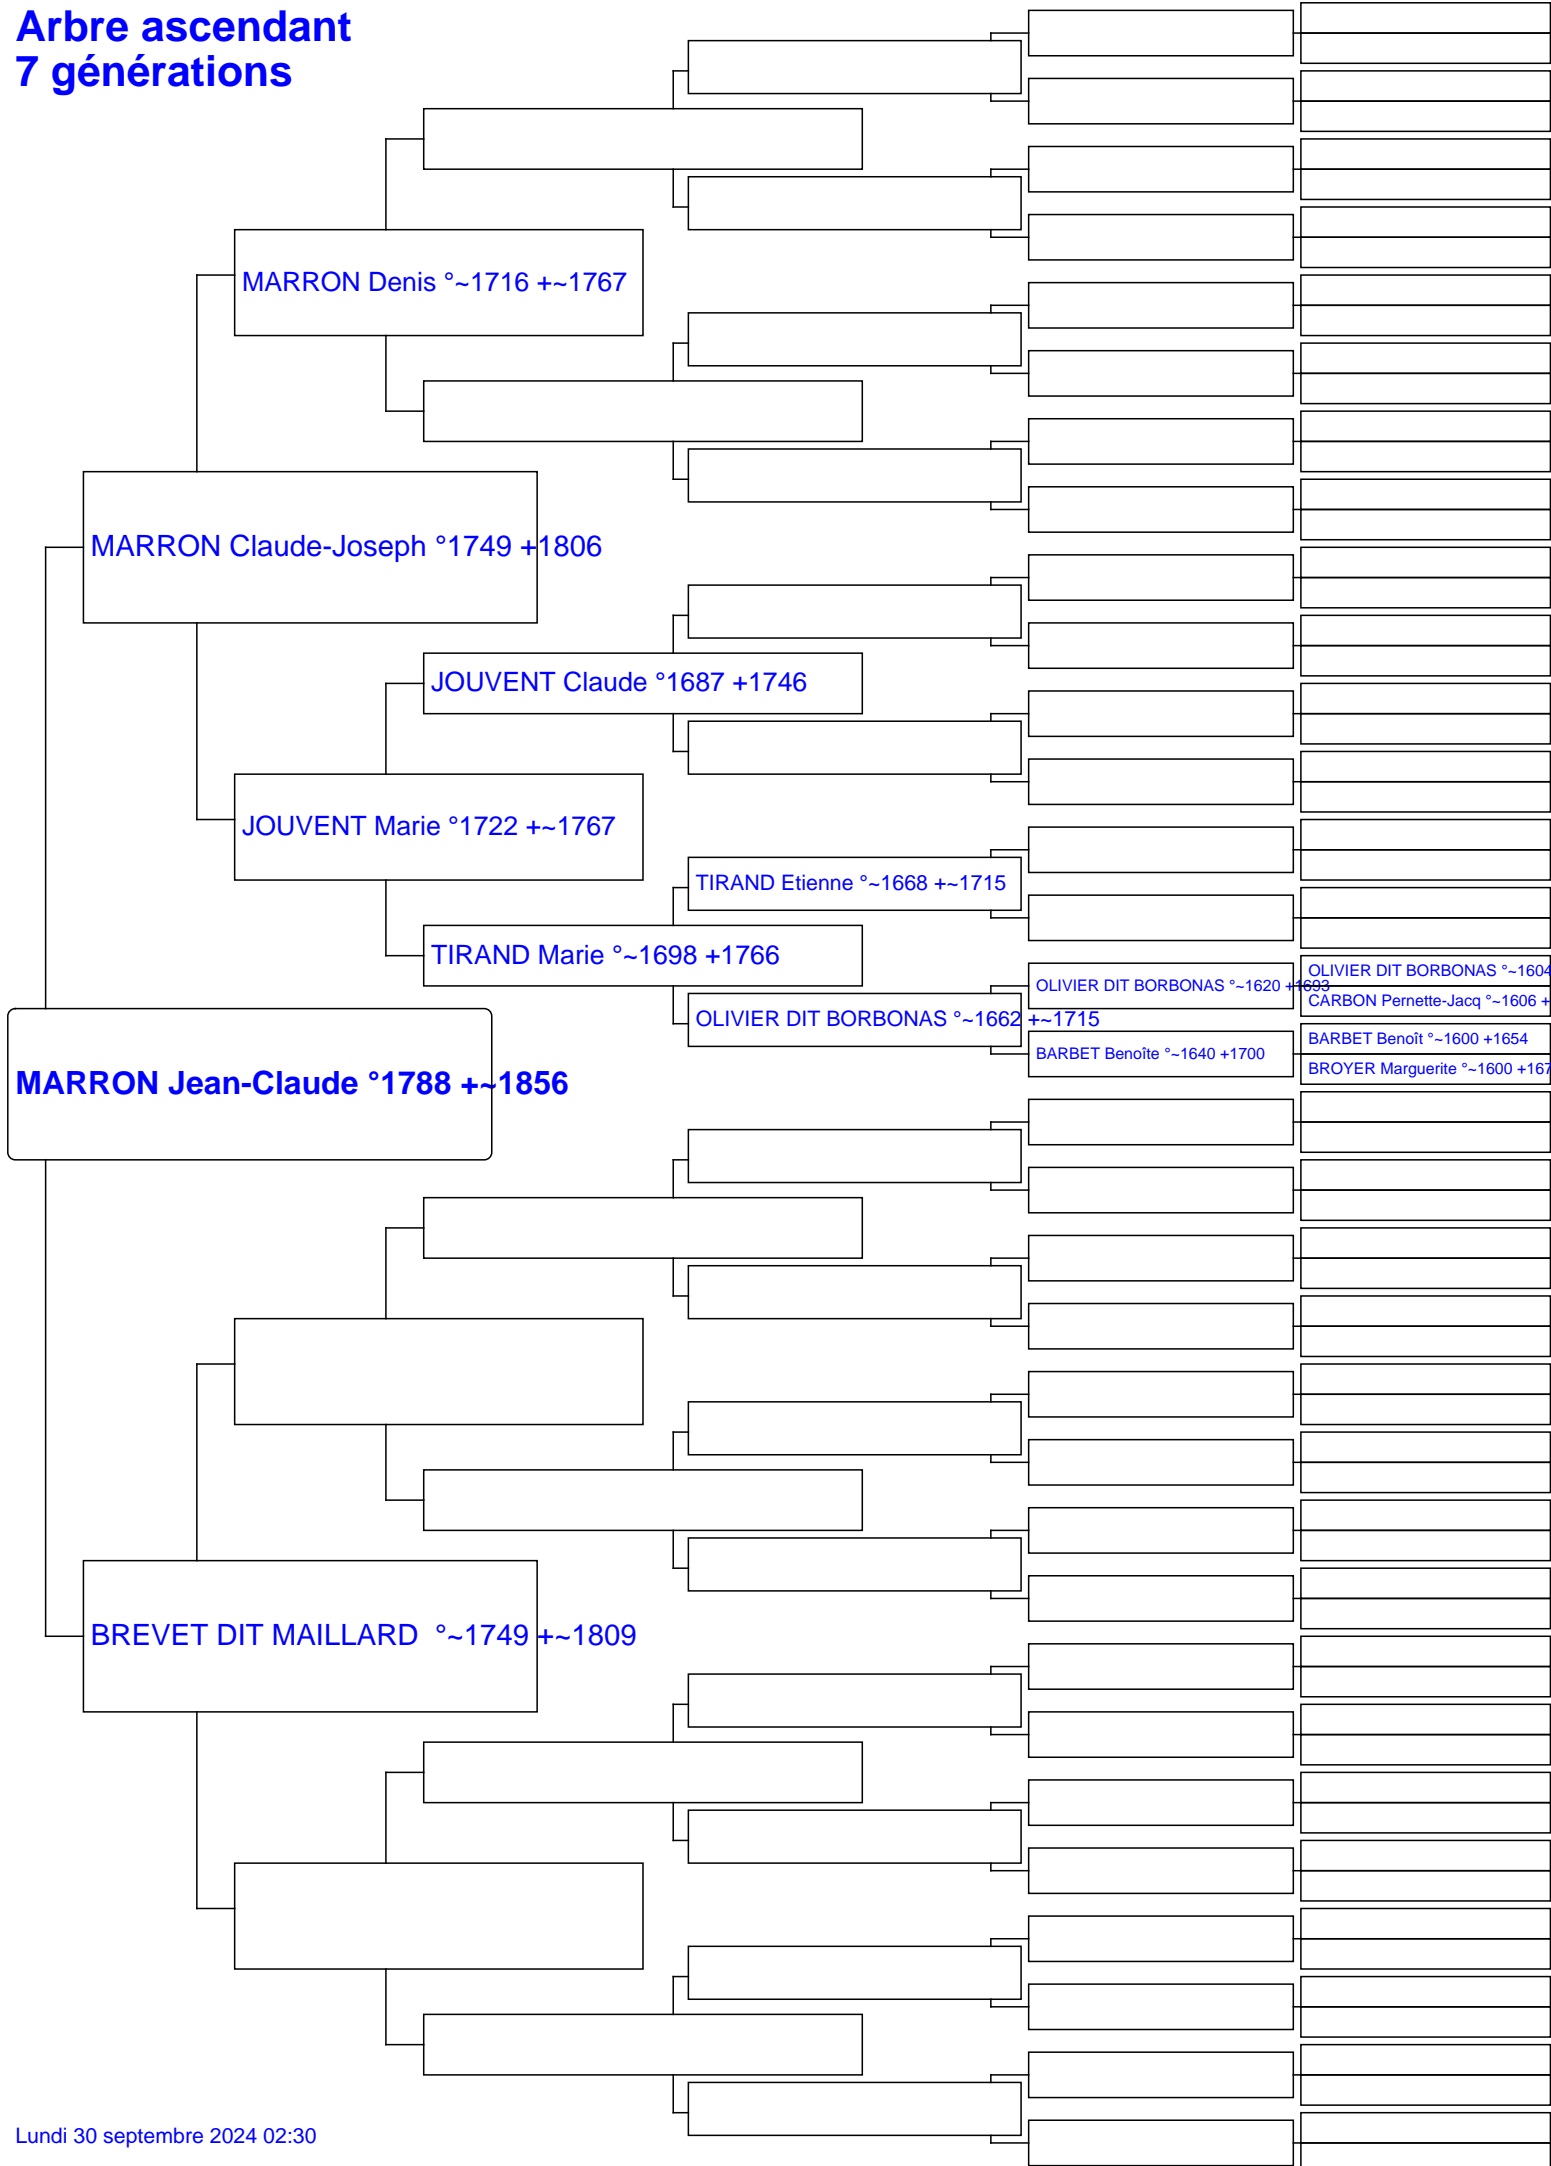 Arbre ascendant
7 générations
MARRON Denis °~1716 +~1767
MARRON Claude-Joseph °1749 +1806
JOUVENT Claude °1687 +1746
JOUVENT Marie °1722 +~1767
TIRAND Etienne °~1668 +~1715
TIRAND Marie °~1698 +1766
OLIVIER DIT BORBONAS °~1604
OLIVIER DIT BORBONAS °~1620 +1693
CARBON Pernette-Jacq °~1606 +
OLIVIER DIT BORBONAS °~1662 +~1715
BARBET Benoît °~1600 +1654
BARBET Benoîte °~1640 +1700
BROYER Marguerite °~1600 +167
MARRON Jean-Claude °1788 +~1856
BREVET DIT MAILLARD °~1749 +~1809
Lundi 30 septembre 2024 02:30